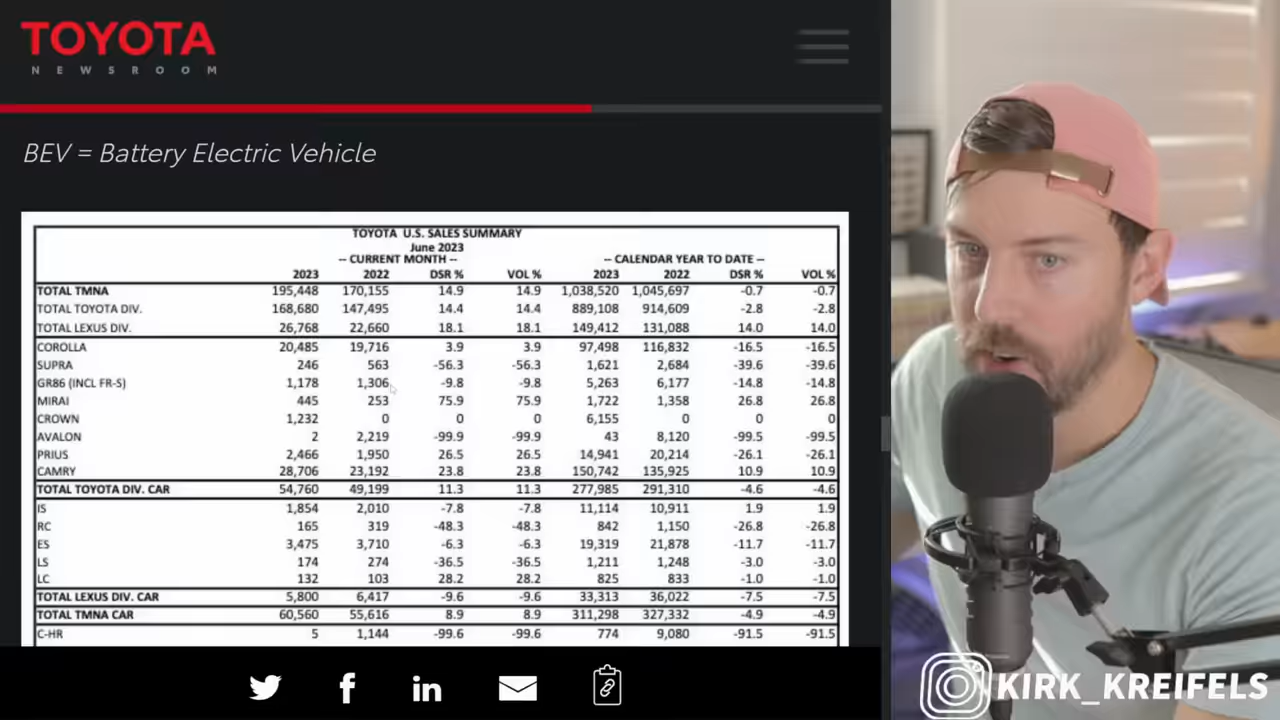 TOYOTA
NEWSROOM
BEV = Battery Electric Vehicle
TOYOTA U.S. SALES SUMMARY
June 2023
-- CURRENT MONTH -- -- CALENDAR YEAR TO DATE --
2023 2022 DSR % VOL % 2023 2022 DSR % VOL %
TOTAL TMNA 195,448 170,155 14.9 14.9 1,038,520 1,045,697 -0.7 -0.7
TOTAL TOYOTA DIV. 168,680 147,495 14.4 14.4 889,108 914,609 -2.8 -2.8
TOTAL LEXUS DIV. 26,768 22,660 18.1 18.1 149,412 131,088 14.0 14.0
COROLLA 20,485 19,716 3.9 3.9 97,498 116,832 -16.5 -16.5
SUPRA 246 563 -56.3 -56.3 1,621 2,684 -39.6 -39.6
GR86 (INCL FR-S) 1,178 1,306 -9.8 -9.8 5,263 6,177 -14.8 -14.8
MIRAI 445 253 75.9 75.9 1,722 1,358 26.8 26.8
CROWN 1,232 0 0 0 6,155 0 0 0
AVALON 2 2,219 -99.9 -99.9 43 8,120 -99.5 -99.5
PRIUS 2,466 1,950 26.5 26.5 14,941 20,214 -26.1 -26.1
CAMRY 28,706 23,192 23.8 23.8 150,742 135,925 10.9 10.9
TOTAL TOYOTA DIV. CAR 54,760 49,199 11.3 11.3 277,985 291,310 -4.6 -4.6
IS 1,854 2,010 -7.8 -7.8 11,114 10,911 1.9 1.9
RC 165 319 -48.3 -48.3 842 1,150 -26.8 -26.8
ES 3,475 3,710 -6.3 -6.3 19,319 21,878 -11.7 -11.7
LS 174 274 -36.5 -36.5 1,211 1,248 -3.0 -3.0
LC 132 103 28.2 28.2 825 833 -1.0 -1.0
TOTAL LEXUS DIV. CAR 5,800 6,417 -9.6 -9.6 33,313 36,022 -7.5 -7.5
TOTAL TMNA CAR 60,560 55,616 8.9 8.9 311,298 327,332 -4.9 -4.9
C-HR 5 1,144 -99.6 -99.6 774 9,080 -91.5 -91.5
f in
KIRK_KREIFELS